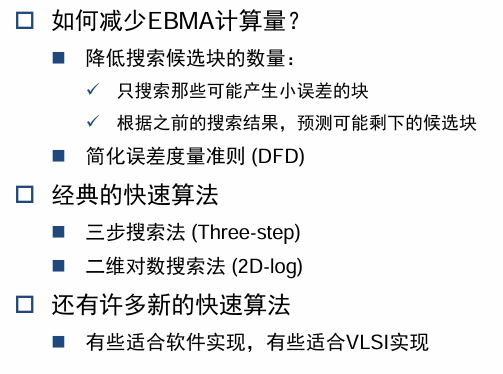 如何减少EBMA计算量？
降低搜索候选块的数量：
只搜索那些可能产生小误差的块
根据之前的搜索结果，预测可能剩下的候选块
简化误差度量准则 (DFD)
经典的快速算法
三步搜索法 (Three-step)
二维对数搜索法 (2D-log)
还有许多新的快速算法
有些适合软件实现，有些适合VLSI实现